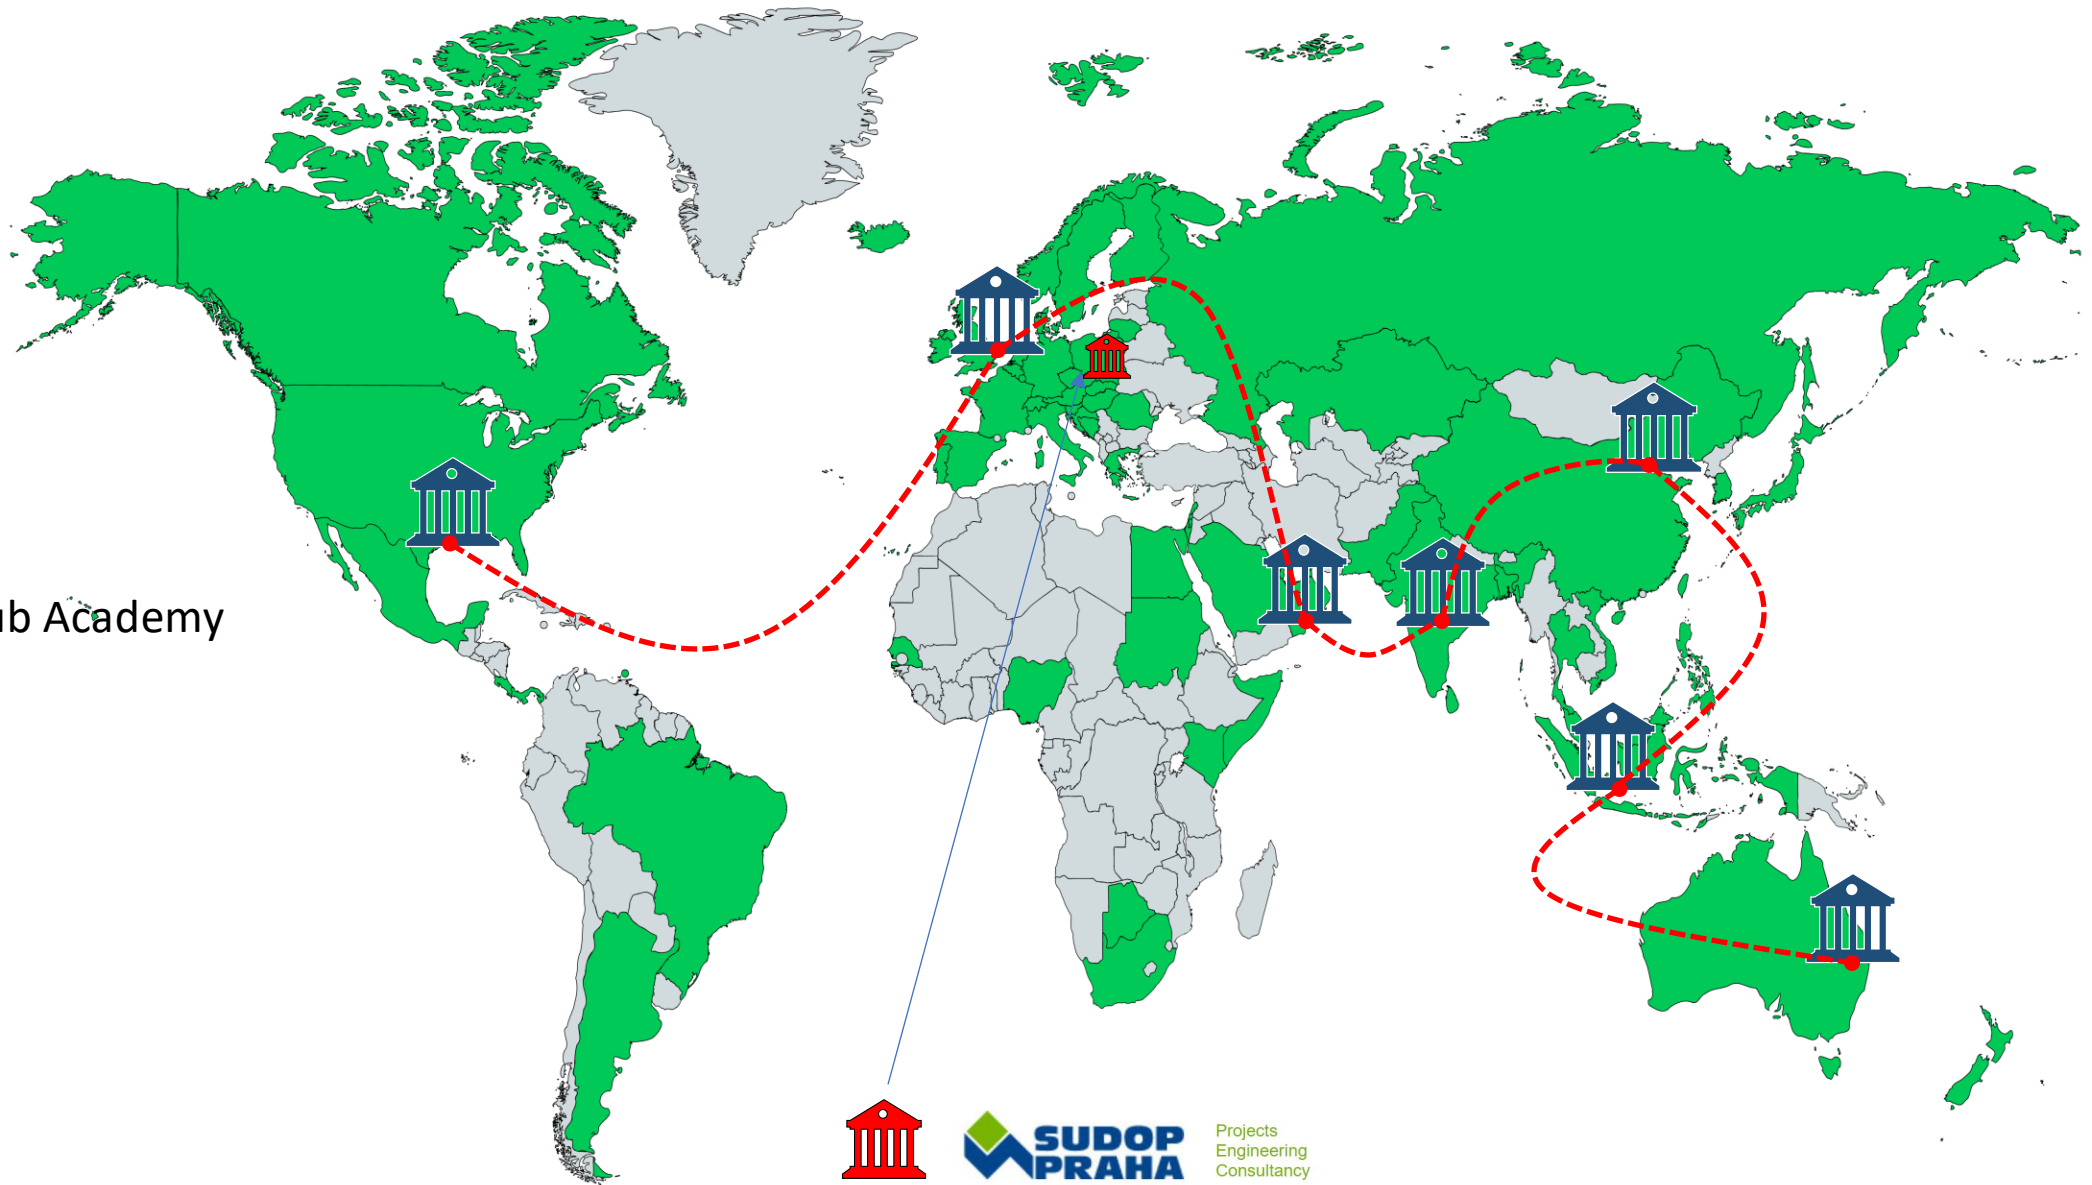 ub Academy
SUDOP
PRAHA
Projects
Engineering
Consultancy